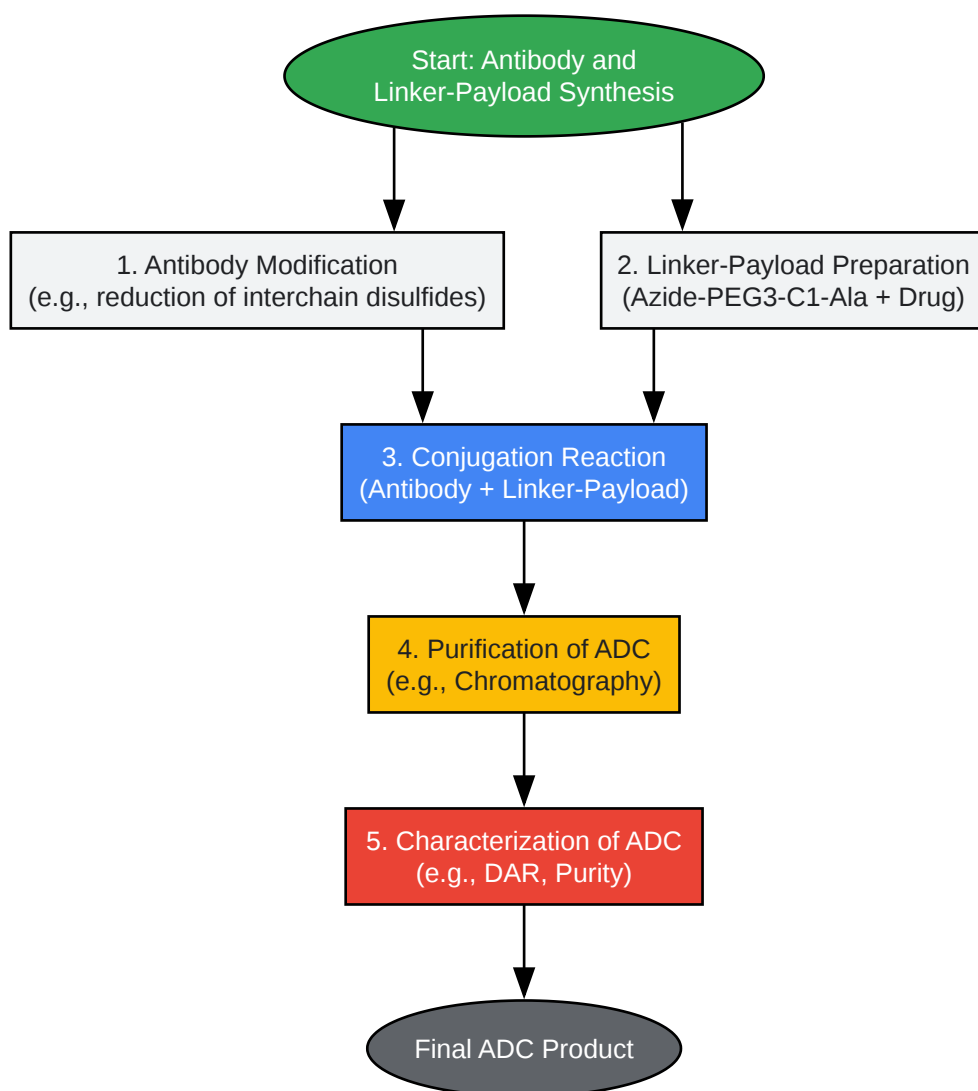 Start: Antibody and
Linker-Payload Synthesis
1. Antibody Modification
(e.g., reduction of interchain disulfides)
2. Linker-Payload Preparation
(Azide-PEG3-C1-Ala + Drug)
3. Conjugation Reaction
(Antibody + Linker-Payload)
4. Purification of ADC
(e.g., Chromatography)
5. Characterization of ADC
(e.g., DAR, Purity)
Final ADC Product